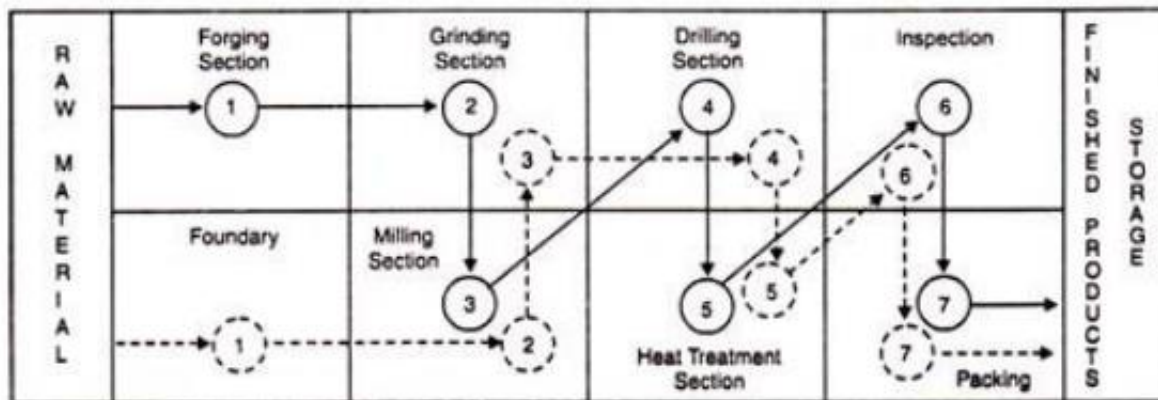 RAW MATERIAL
Forging
Section
1
Grinding
Section
2
Drilling
Section
4
Inspection
6
3
4
6
Foundary
1
Milling
Section
3
2
5
5
Heat Treatment
Section
7
7
Packing
FINISHED PRODUCTS
STORAGE